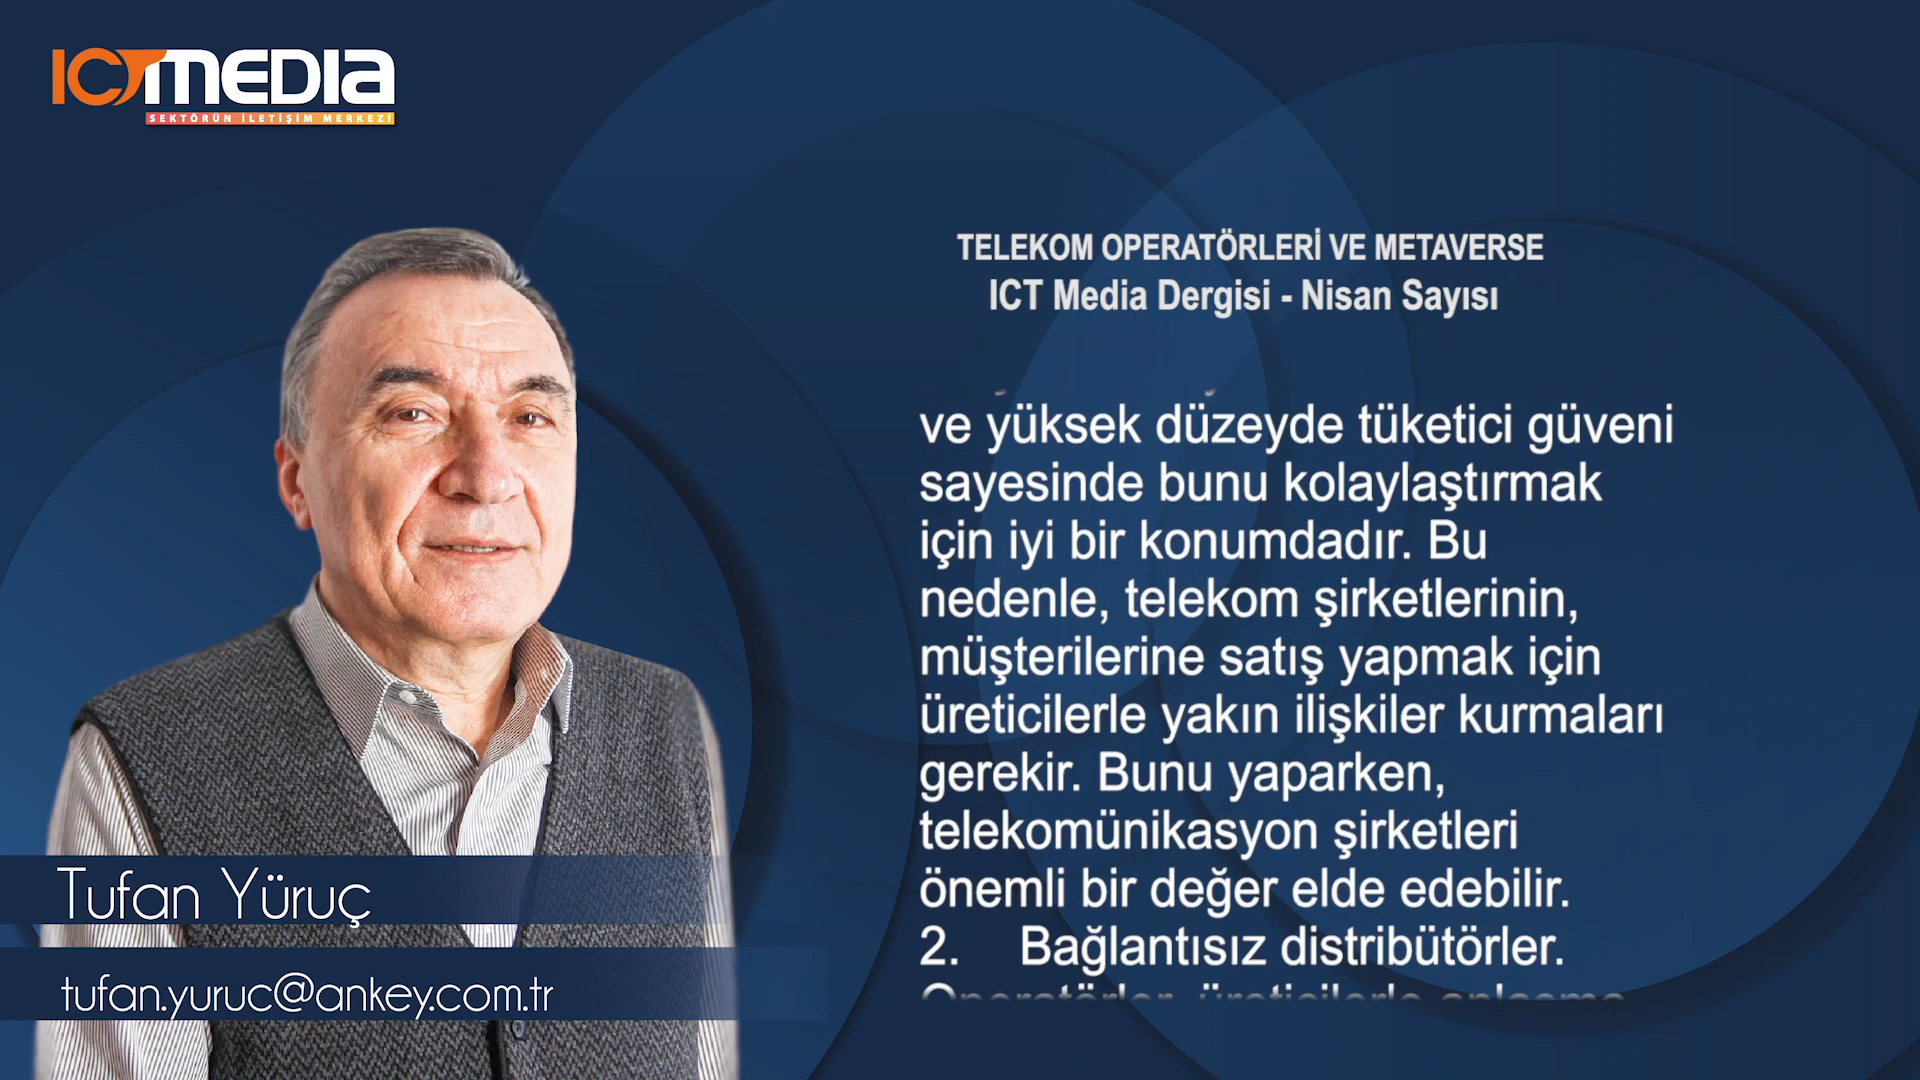 ICTMEDIA
SEKTÖRÜN İLETİŞİM MERKEZİ
TELEKOM OPERATÖRLERİ VE METAVERSE
ICT Media Dergisi - Nisan Sayısı
ve yüksek düzeyde tüketici güveni
sayesinde bunu kolaylaştırmak
için iyi bir konumdadır. Bu
nedenle, telekom şirketlerinin,
müşterilerine satış yapmak için
üreticilerle yakın ilişkiler kurmaları
gerekir. Bunu yaparken,
telekomünikasyon şirketleri
önemli bir değer elde edebilir.
2. Bağlantısız distribütörler.
Operatörler, üreticilerle anlaşma
Tufan Yüruç
tufan.yuruc@ankey.com.tr